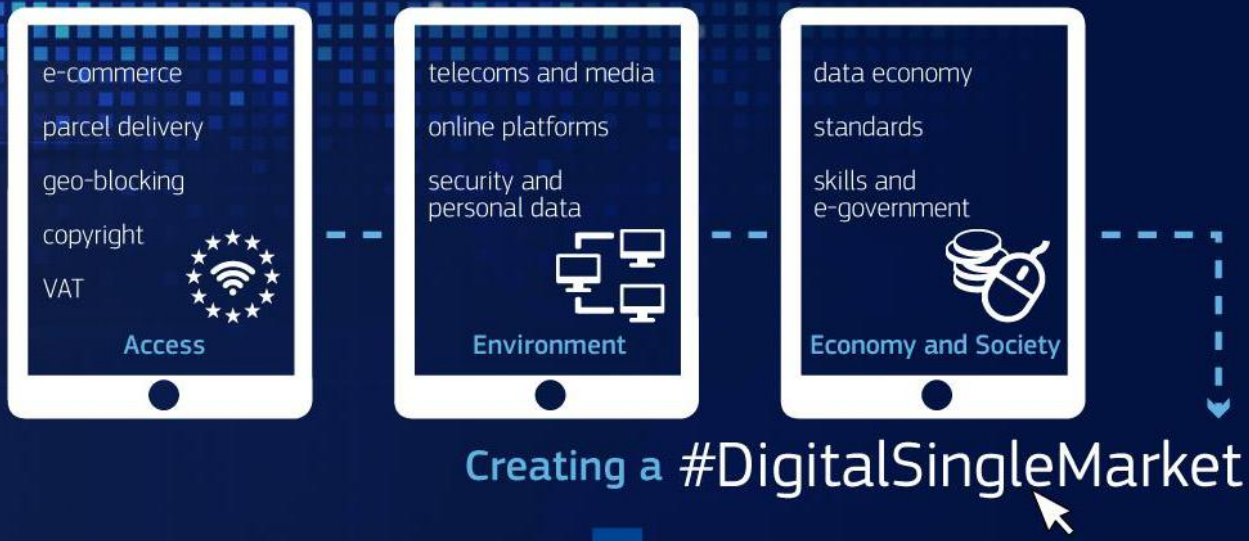 e-commerce
parcel delivery
geo-blocking
copyright
VAT
Access
telecoms and media
online platforms
security and
personal data
Environment
data economy
standards
skills and
e-government
Economy and Society
Creating a #DigitalSingleMarket